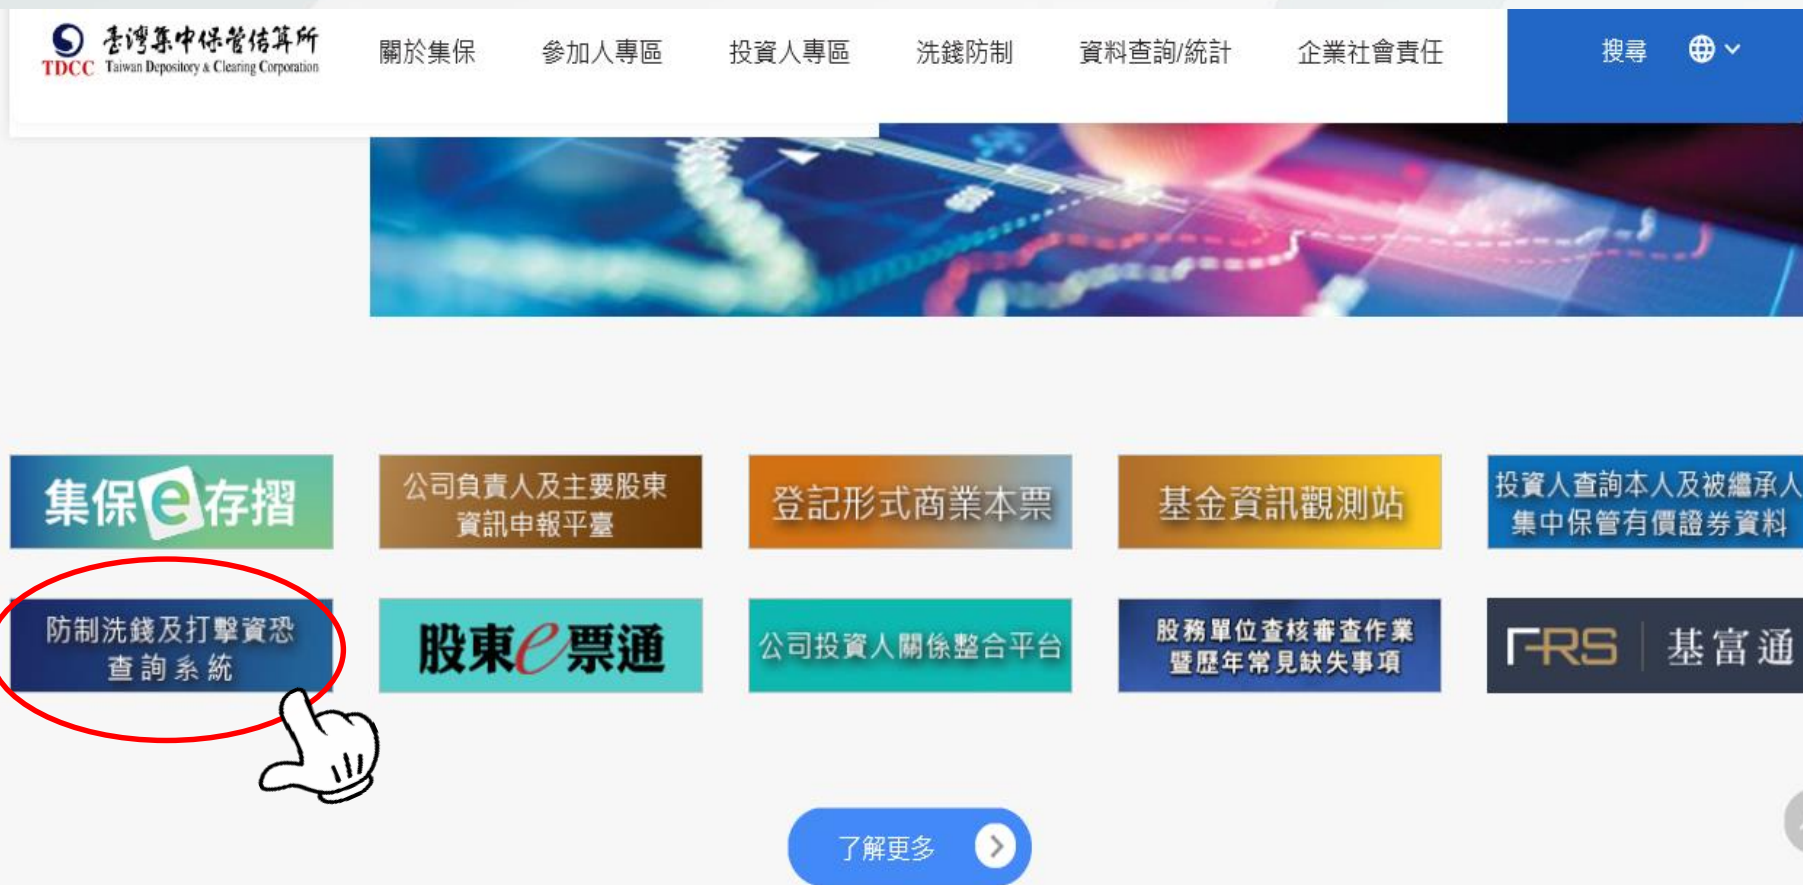 臺灣集中保管結算所
TDCC Taiwan Depository & Clearing Corporation
關於集保
參加人專區
投資人專區
洗錢防制
資料查詢/統計
企業社會責任
搜尋
集保e存摺
公司負責人及主要股東
資訊申報平臺
登記形式商業本票
基金資訊觀測站
投資人查詢本人及被繼承人
集中保管有價證券資料
防制洗錢及打擊資恐
查詢系統
股東e票通
公司投資人關係整合平台
股務單位查核審查作業
暨歷年常見缺失事項
FRS 基富通
了解更多